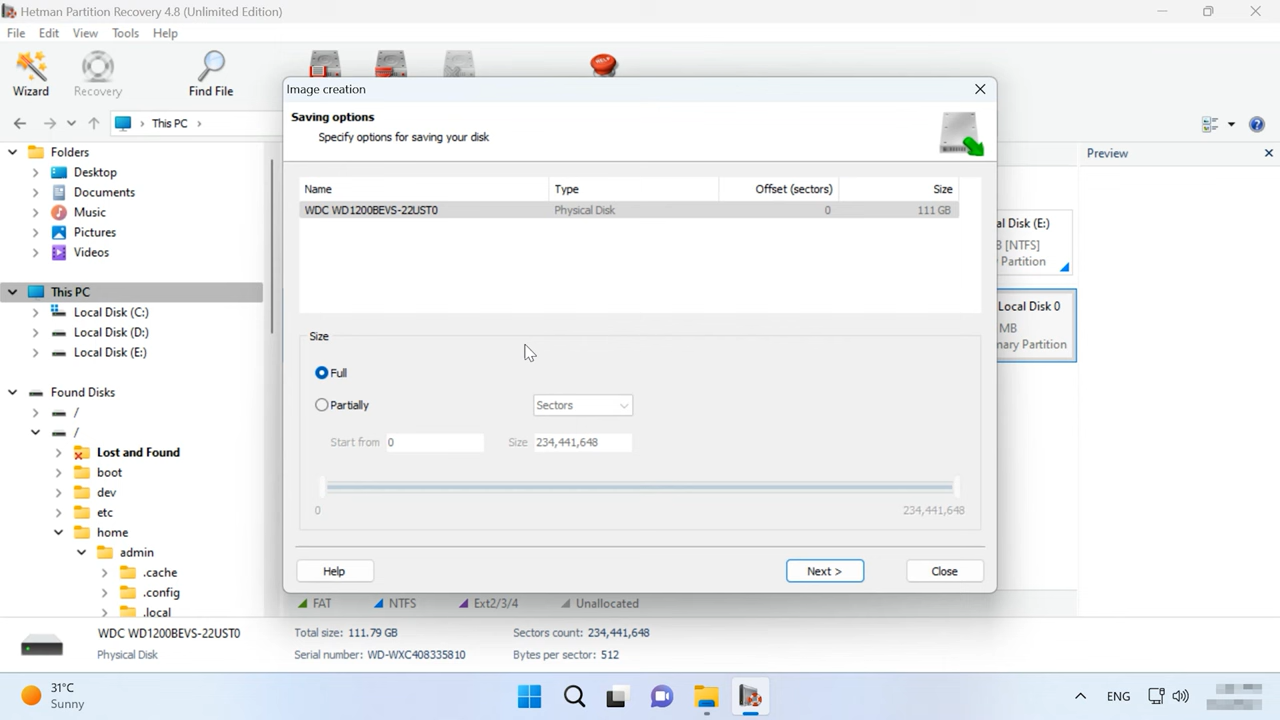 Hetman Partition Recovery 4.8 (Unlimited Edition)
File Edit View Tools Help
Wizard Recovery Find File
HELP
This PC
Image creation
Saving options
Specify options for saving your disk
Name Type Offset (sectors) Size
WDC WD1200BEVS-22UST0 Physical Disk 0 111 GB
Size
Full
Partially Sectors
Start from 0 Size 234,441,648
0 234,441,648
Help Next > Close
Folders
Desktop
Documents
Music
Pictures
Videos
This PC
Local Disk (C:)
Local Disk (D:)
Local Disk (E:)
Found Disks
/
/
Lost and Found
boot
dev
etc
home
admin
.cache
.config
.local
Preview
al Disk (E:)
B [NTFS]
Partition
Local Disk 0
MB
nary Partition
FAT NTFS Ext2/3/4 Unallocated
WDC WD1200BEVS-22UST0 Total size: 111.79 GB Sectors count: 234,441,648
Physical Disk Serial number: WD-WXC408335810 Bytes per sector: 512
31°C
Sunny
ENG